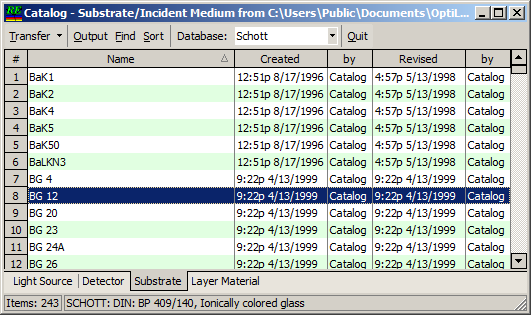 RE Catalog - Substrate/Incident Medium from C:\Users\Public\Documents\OptiL...
Transfer Output Find Sort Database: Schott Quit
# Name Created by Revised by
1 BaK1 12:51p 8/17/1996 Catalog 4:57p 5/13/1998 Catalog
2 BaK2 12:51p 8/17/1996 Catalog 4:57p 5/13/1998 Catalog
3 BaK4 12:51p 8/17/1996 Catalog 4:57p 5/13/1998 Catalog
4 BaK5 12:51p 8/17/1996 Catalog 4:57p 5/13/1998 Catalog
5 BaK50 12:51p 8/17/1996 Catalog 4:57p 5/13/1998 Catalog
6 BaLKN3 12:51p 8/17/1996 Catalog 4:57p 5/13/1998 Catalog
7 BG 4 9:22p 4/13/1999 Catalog 9:22p 4/13/1999 Catalog
8 BG 12 9:22p 4/13/1999 Catalog 9:22p 4/13/1999 Catalog
9 BG 20 9:22p 4/13/1999 Catalog 9:22p 4/13/1999 Catalog
10 BG 23 9:22p 4/13/1999 Catalog 9:22p 4/13/1999 Catalog
11 BG 24A 9:22p 4/13/1999 Catalog 9:22p 4/13/1999 Catalog
12 BG 26 9:22p 4/13/1999 Catalog 9:22p 4/13/1999 Catalog
Light Source Detector Substrate Layer Material
Items: 243 SCHOTT: DIN: BP 409/140, Ionically colored glass